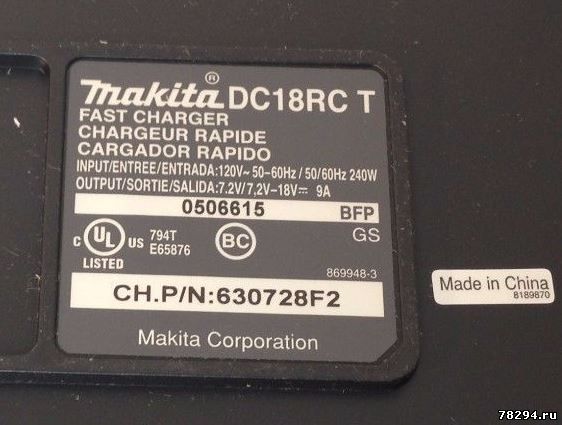 makita® DC18RC T
FAST CHARGER
CHARGEUR RAPIDE
CARGADOR RAPIDO
INPUT/ENTREE/ENTRADA:120V~ 50-60Hz / 50/60Hz 240W
OUTPUT/SORTIE/SALIDA:7.2V/7,2V-18V⎓ 9A
0506615 BFP
C UL US 794T E65876 BC GS
LISTED
869948-3
CH.P/N:630728F2
Makita Corporation
Made in China
8189870
78294.ru